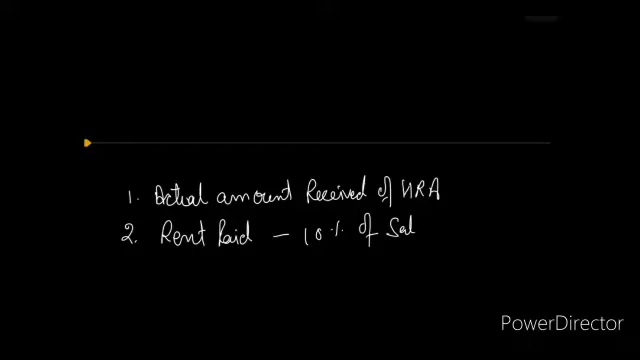 1. Actual amount Received of HRA
2. Rent Paid - 10% of Sal
PowerDirector